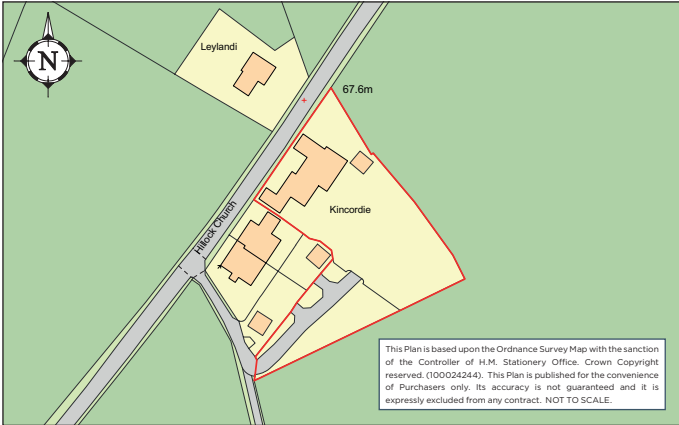 Leylandi
N
67.6m
Kincordie
Hillock Church
This Plan is based upon the Ordnance Survey Map with the sanction
of the Controller of H.M. Stationery Office. Crown Copyright
reserved. (100024244). This Plan is published for the convenience
of Purchasers only. Its accuracy is not guaranteed and it is
expressly excluded from any contract. NOT TO SCALE.